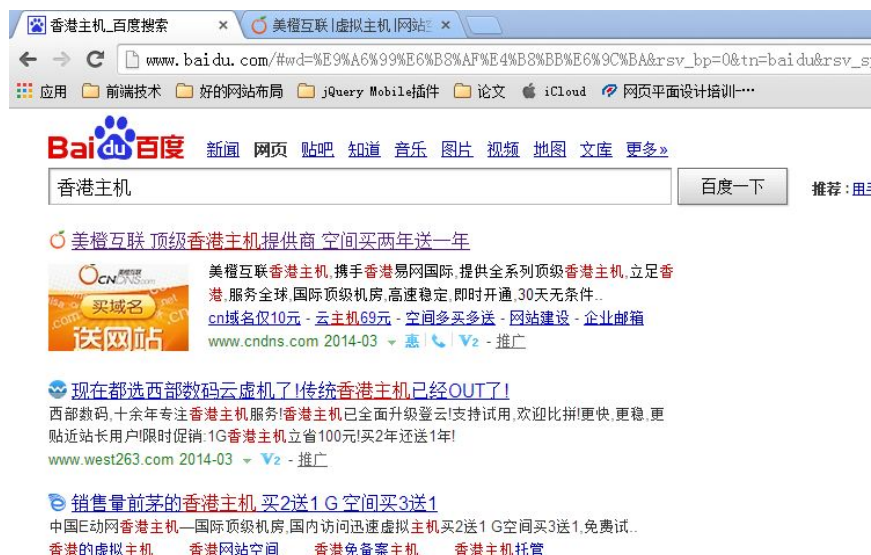 香港主机_百度搜索 × 美橙互联 |虚拟主机 |网站 ×
www.baidu.com/#wd=%E9%A6%99%E6%B8%AF%E4%B8%BB%E6%9C%BA&rsv_bp=0&tn=baidu&rsv_s
应用 前端技术 好的网站布局 jQuery Mobile插件 论文 iCloud 网页平面设计培训-…
Bai du 百度 新闻 网页 贴吧 知道 音乐 图片 视频 地图 文库 更多»
香港主机 百度一下 推荐：用手
美橙互联 顶级香港主机提供商 空间买两年送一年
美橙互联香港主机,携手香港易网国际,提供全系列顶级香港主机,立足香
港,服务全球,国际顶级机房,高速稳定,即时开通,30天无条件..
cn域名仅10元 - 云主机69元 - 空间多买多送 - 网站建设 - 企业邮箱
www.cndns.com 2014-03 惠 V2 - 推广
CNDNS.com
买域名
送网站
现在都选西部数码云虚机了!传统香港主机已经OUT了!
西部数码,十余年专注香港主机服务!香港主机已全面升级登云!支持试用,欢迎比拼!更快,更稳,更
贴近站长用户!限时促销:1G香港主机立省100元!买2年还送1年!
www.west263.com 2014-03 V2 - 推广
销售量前茅的香港主机 买2送1 G 空间买3送1
中国E动网香港主机—国际顶级机房,国内访问迅速虚拟主机买2送1 G空间买3送1,免费试..
香港的虚拟主机 香港网站空间 香港免备案主机 香港主机托管